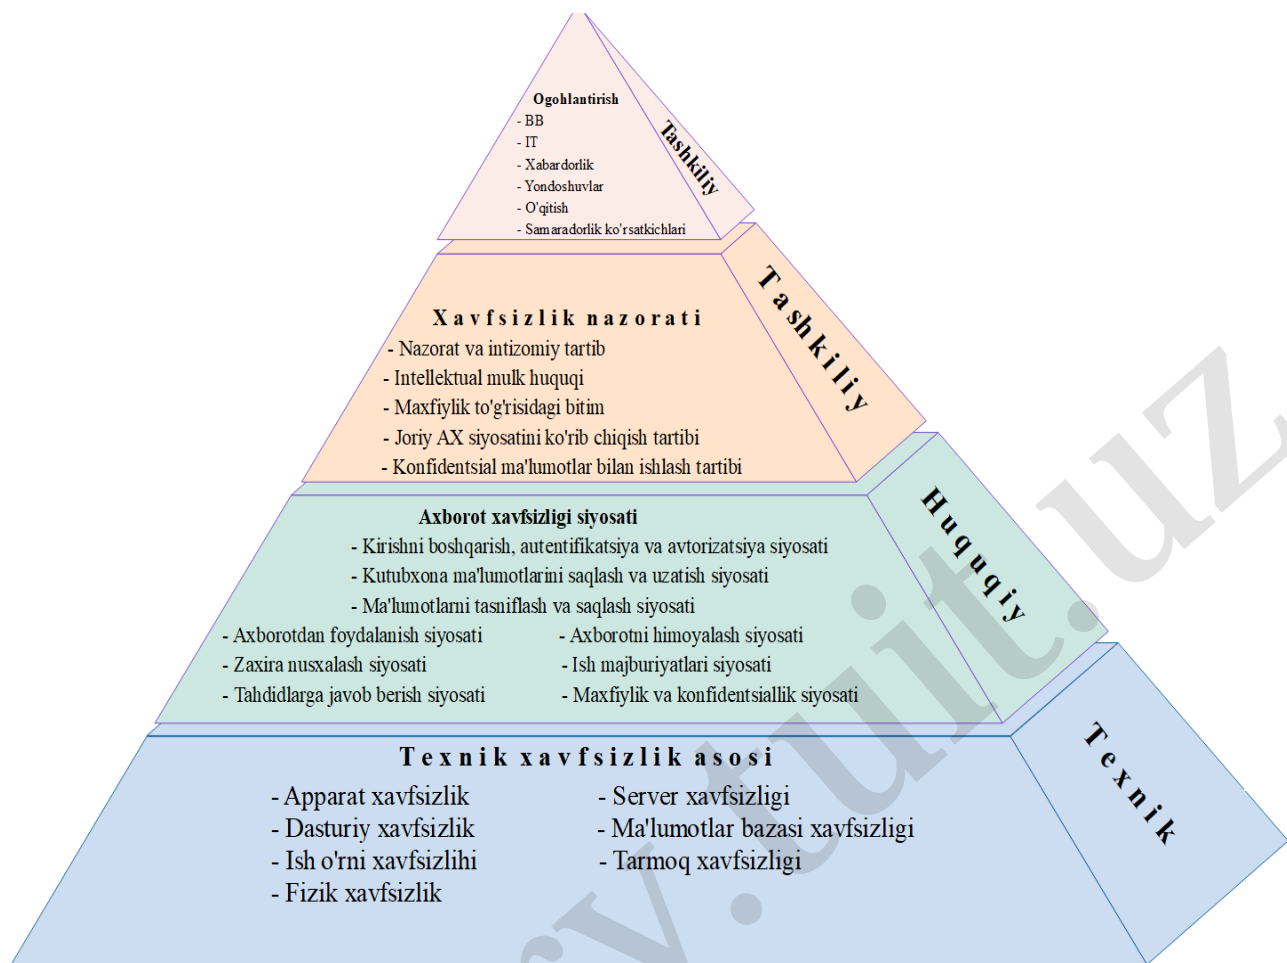 Ogohlantirish
- BB
- IT
- Xabardorlik
- Yondoshuvlar
- O'qitish
- Samaradorlik ko'rsatkichlari
Tashkiliy
Xavfsizlik nazorati
- Nazorat va intizomiy tartib
- Intellektual mulk huquqi
- Maxfiylik to'g'risidagi bitim
- Joriy AX siyosatini ko'rib chiqish tartibi
- Konfidentsial ma'lumotlar bilan ishlash tartibi
Tashkiliy
Axborot xavfsizligi siyosati
- Kirishni boshqarish, autentifikatsiya va avtorizatsiya siyosati
- Kutubxona ma'lumotlarini saqlash va uzatish siyosati
- Ma'lumotlarni tasniflash va saqlash siyosati
- Axborotdan foydalanish siyosati
- Zaxira nusxalash siyosati
- Tahdidlarga javob berish siyosati
- Axborotni himoyalash siyosati
- Ish majburiyatlari siyosati
- Maxfiylik va konfidentsiallik siyosati
Huquqiy
Texnik xavfsizlik asosi
- Apparat xavfsizlik
- Dasturiy xavfsizlik
- Ish o'rni xavfsizlihi
- Fizik xavfsizlik
- Server xavfsizligi
- Ma'lumotlar bazasi xavfsizligi
- Tarmoq xavfsizligi
Texnik
ry.tuit.uz